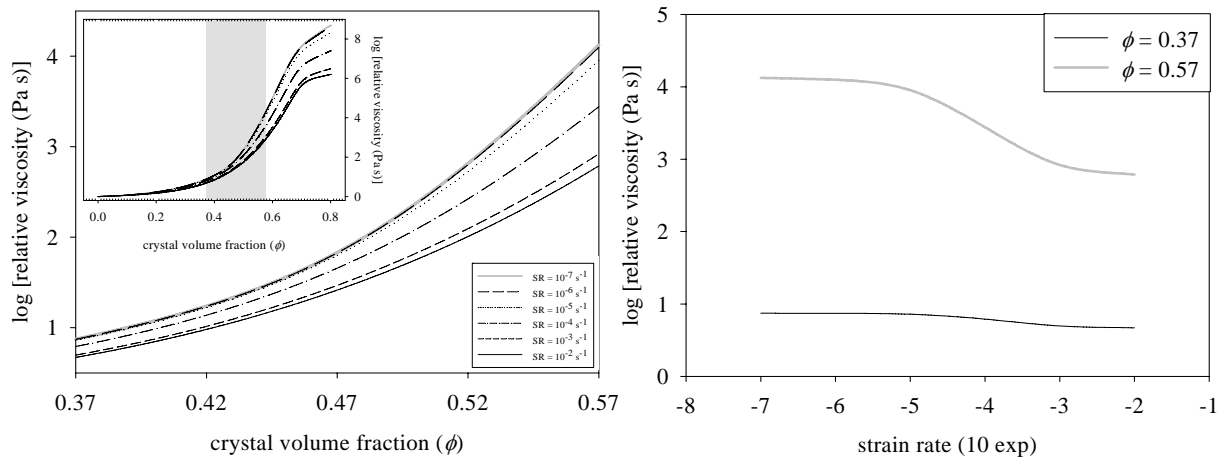 log [relative viscosity (Pa s)]
4
3
2
1
0.37
0.42
0.47
0.52
0.57
crystal volume fraction (ϕ)
8
6
4
2
0
log [relative viscosity (Pa s)]
0.0
0.2
0.4
0.6
0.8
crystal volume fraction (ϕ)
SR = 10⁻⁷ s⁻¹
SR = 10⁻⁶ s⁻¹
SR = 10⁻⁵ s⁻¹
SR = 10⁻⁴ s⁻¹
SR = 10⁻³ s⁻¹
SR = 10⁻² s⁻¹
log [relative viscosity (Pa s)]
5
4
3
2
1
0
-8
-7
-6
-5
-4
-3
-2
-1
strain rate (10 exp)
ϕ = 0.37
ϕ = 0.57